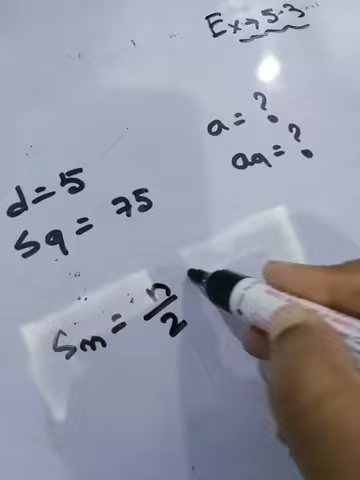 Ex → 5.3
a = ?
a9 = ?
d = 5
S9 = 75
Sn = n/2